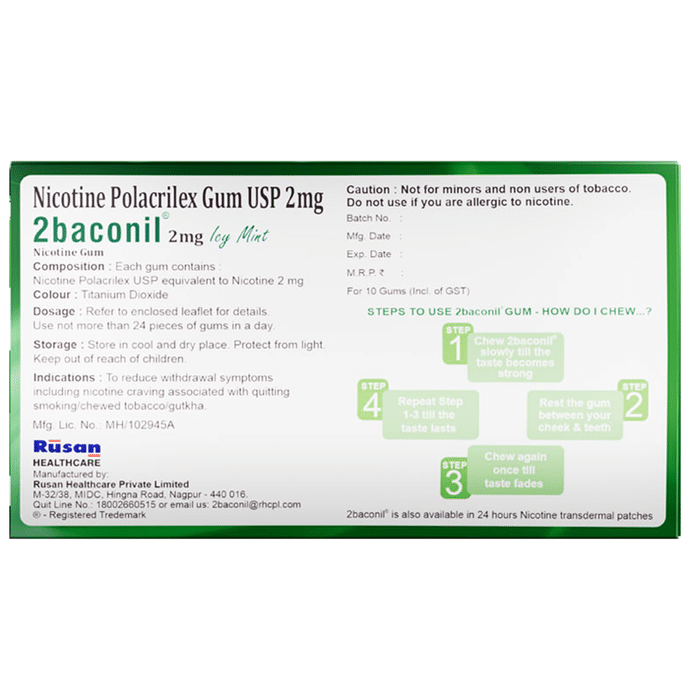 Nicotine Polacrilex Gum USP 2mg
2baconil® 2mg Icy Mint
Nicotine Gum
Composition : Each gum contains :
Nicotine Polacrilex USP equivalent to Nicotine 2 mg
Colour : Titanium Dioxide
Dosage : Refer to enclosed leaflet for details.
Use not more than 24 pieces of gums in a day.
Storage : Store in cool and dry place. Protect from light.
Keep out of reach of children.
Indications : To reduce withdrawal symptoms
including nicotine craving associated with quitting
smoking/chewed tobacco/gutkha.
Mfg. Lic. No.: MH/102945A
Rusan
HEALTHCARE
Manufactured by:
Rusan Healthcare Private Limited
M-32/38, MIDC, Hingna Road, Nagpur - 440 016.
Quit Line No.: 18002660515 or email us: 2baconil@rhcpl.com
® - Registered Tredemark
Caution : Not for minors and non users of tobacco.
Do not use if you are allergic to nicotine.
Batch No. :
Mfg. Date :
Exp. Date :
M.R.P. ₹ :
For 10 Gums (Incl. of GST)
STEPS TO USE 2baconil® GUM - HOW DO I CHEW...?
STEP
1
Chew 2baconil®
slowly till the
taste becomes
strong
STEP
2
Rest the gum
between your
cheek & teeth
STEP
3
Chew again
once till
taste fades
STEP
4
Repeat Step
1-3 till the
taste lasts
2baconil® is also available in 24 hours Nicotine transdermal patches